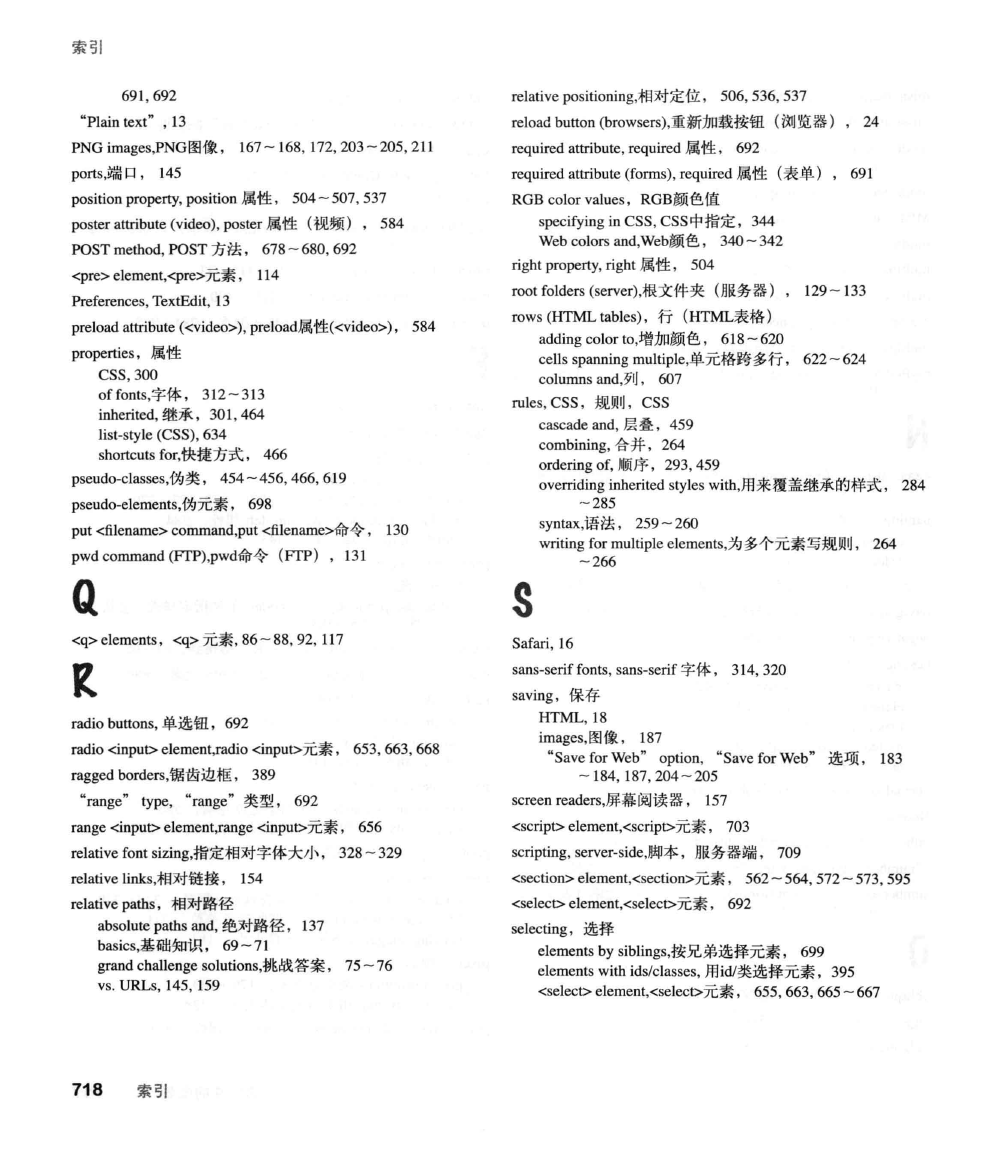 索引
691, 692
“Plain text”, 13
PNG images,PNG图像， 167～168, 172, 203～205, 211
ports,端口， 145
position property, position 属性， 504～507, 537
poster attribute (video), poster 属性（视频）， 584
POST method, POST 方法， 678～680, 692
<pre> element,<pre>元素， 114
Preferences, TextEdit, 13
preload attribute (<video>), preload属性(<video>)， 584
properties，属性
CSS, 300
of fonts,字体， 312～313
inherited, 继承，301, 464
list-style (CSS), 634
shortcuts for,快捷方式， 466
pseudo-classes,伪类， 454～456, 466, 619
pseudo-elements,伪元素， 698
put <filename> command,put <filename>命令， 130
pwd command (FTP),pwd命令（FTP）, 131
Q
<q> elements，<q> 元素, 86～88, 92, 117
R
radio buttons, 单选钮，692
radio <input> element,radio <input>元素， 653, 663, 668
ragged borders,锯齿边框， 389
“range” type, “range”类型， 692
range <input> element,range <input>元素， 656
relative font sizing,指定相对字体大小， 328～329
relative links,相对链接， 154
relative paths，相对路径
absolute paths and, 绝对路径，137
basics,基础知识， 69～71
grand challenge solutions,挑战答案， 75～76
vs. URLs, 145, 159
relative positioning,相对定位， 506, 536, 537
reload button (browsers),重新加载按钮（浏览器）， 24
required attribute, required 属性， 692
required attribute (forms), required 属性（表单）， 691
RGB color values，RGB颜色值
specifying in CSS, CSS中指定，344
Web colors and,Web颜色， 340～342
right property, right 属性， 504
root folders (server),根文件夹（服务器）， 129～133
rows (HTML tables)，行（HTML表格）
adding color to,增加颜色， 618～620
cells spanning multiple,单元格跨多行， 622～624
columns and,列， 607
rules, CSS，规则，CSS
cascade and, 层叠，459
combining, 合并，264
ordering of, 顺序，293, 459
overriding inherited styles with,用来覆盖继承的样式， 284
～285
syntax,语法， 259～260
writing for multiple elements,为多个元素写规则， 264
～266
S
Safari, 16
sans-serif fonts, sans-serif 字体， 314, 320
saving，保存
HTML, 18
images,图像， 187
“Save for Web” option, “Save for Web” 选项， 183
～184, 187, 204～205
screen readers,屏幕阅读器， 157
<script> element,<script>元素， 703
scripting, server-side,脚本，服务器端， 709
<section> element,<section>元素， 562～564, 572～573, 595
<select> element,<select>元素， 692
selecting，选择
elements by siblings,按兄弟选择元素， 699
elements with ids/classes, 用id/类选择元素，395
<select> element,<select>元素， 655, 663, 665～667
718 索引